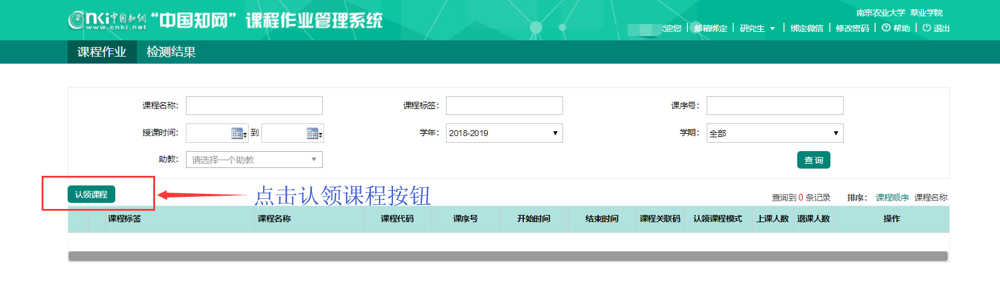 南京农业大学 草业学院
cnki 中国知网 www.cnki.net “中国知网” 课程作业管理系统
迎您 | 邮箱绑定 | 研究生 | 绑定微信 | 修改密码 | 帮助 | 退出
课程作业 检测结果
课程名称: 课程标签: 课序号:
授课时间: 到 学年: 2018-2019 学期: 全部
助教: 请选择一个助教 查询
认领课程 点击认领课程按钮 查询到 0 条记录 排序: 课程顺序 课程名称
课程标签 课程名称 课程代码 课序号 开始时间 结束时间 课程关联码 认领课程模式 上课人数 退课人数 操作